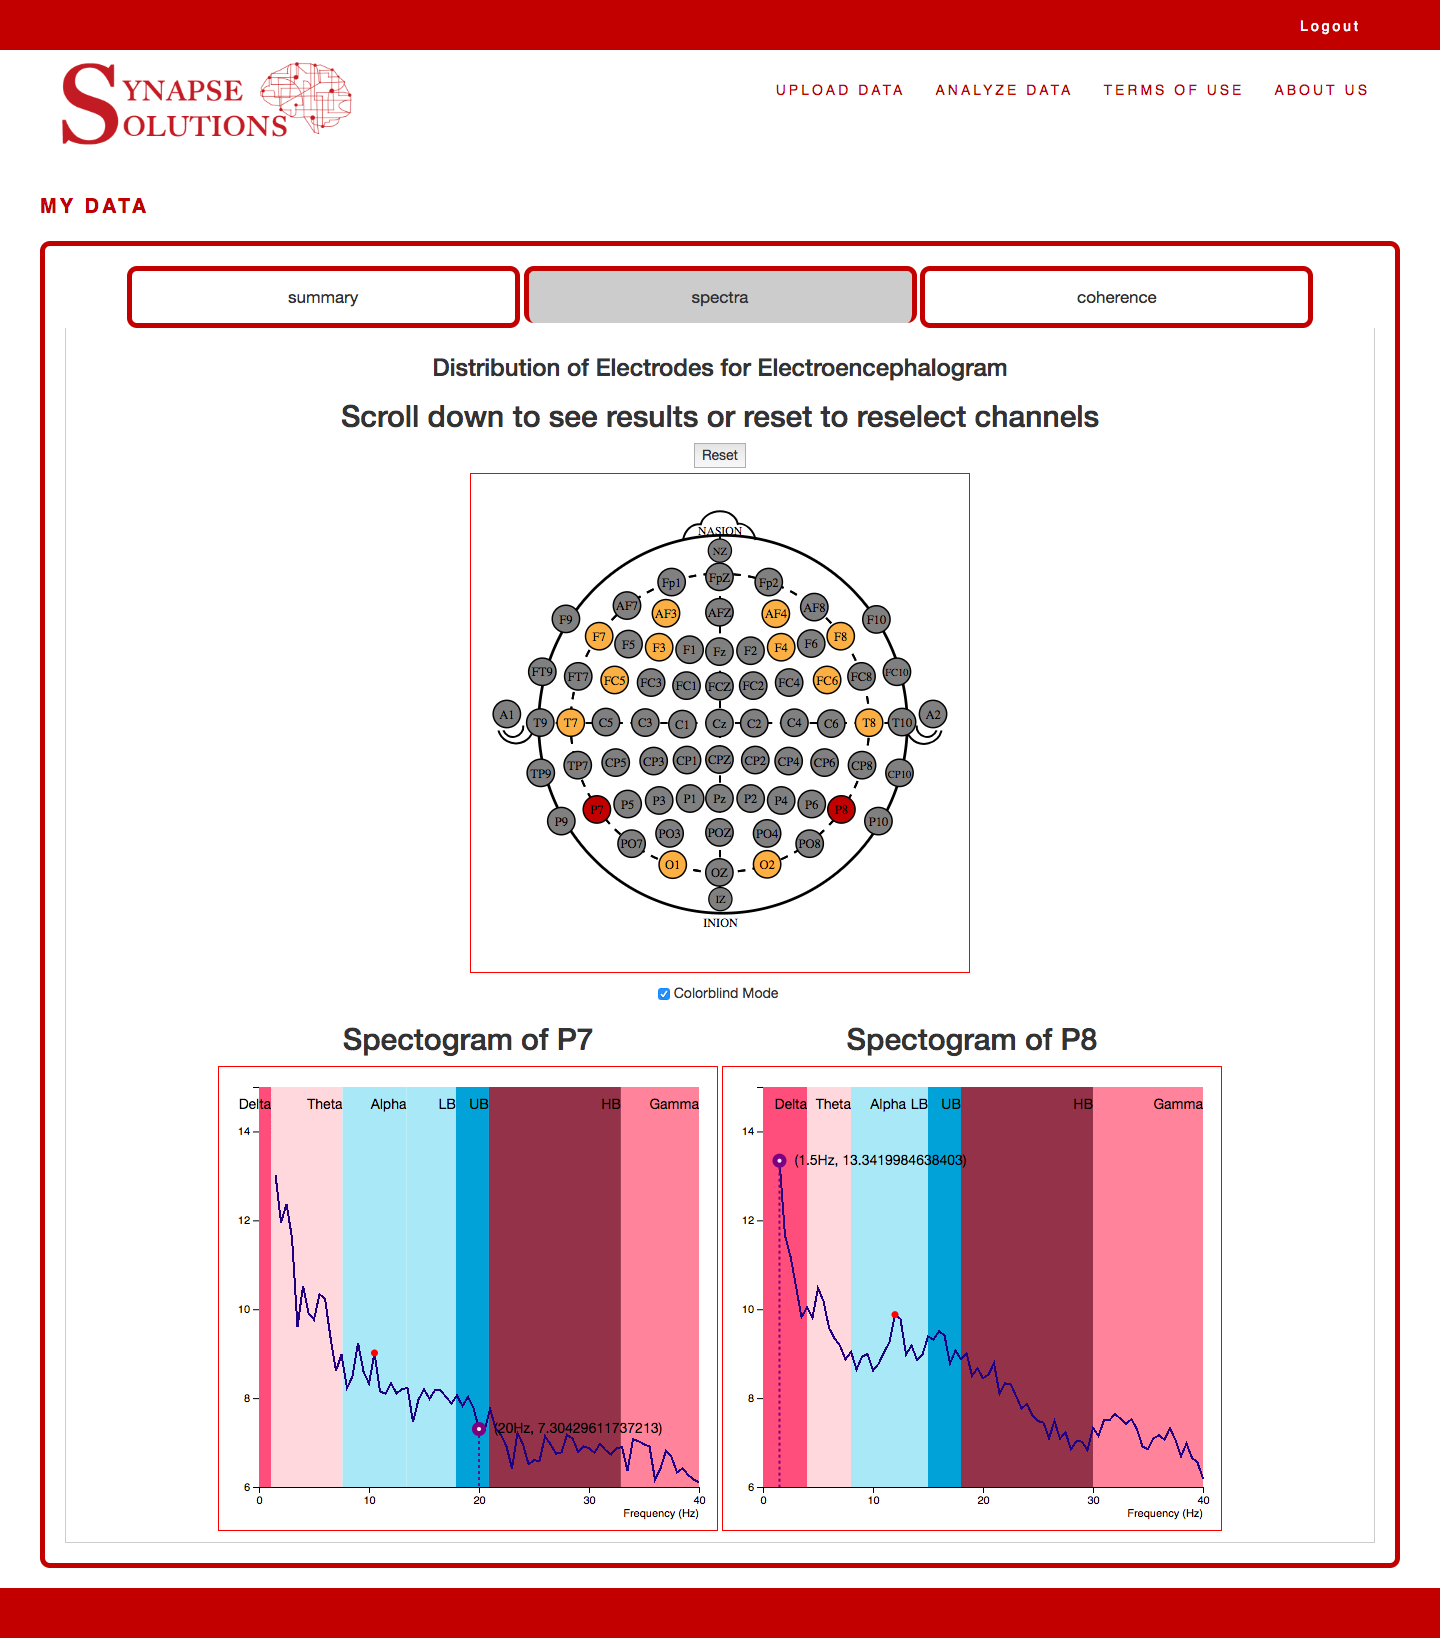 Logout
SYNAPSE
SOLUTIONS
UPLOAD DATA ANALYZE DATA TERMS OF USE ABOUT US
MY DATA
summary spectra coherence
Distribution of Electrodes for Electroencephalogram
Scroll down to see results or reset to reselect channels
Reset
NASION
NZ
Fp1 FpZ Fp2
AF7 AF3 AFZ AF4 AF8
F9 F7 F5 F3 F1 Fz F2 F4 F6 F8 F10
FT9 FT7 FC5 FC3 FC1 FCZ FC2 FC4 FC6 FC8 FC10
A1 T9 T7 C5 C3 C1 Cz C2 C4 C6 T8 T10 A2
TP9 TP7 CP5 CP3 CP1 CPZ CP2 CP4 CP6 CP8 CP10
P9 P7 P5 P3 P1 Pz P2 P4 P6 P8 P10
PO7 PO3 POZ PO4 PO8
O1 OZ O2
IZ
INION
Colorblind Mode
Spectogram of P7
Delta Theta Alpha LB UB HB Gamma
14
12
10
8
(20Hz, 7.30429611737213)
6
0 10 20 30 40
Frequency (Hz)
Spectogram of P8
Delta Theta Alpha LB UB HB Gamma
14
(1.5Hz, 13.3419984638403)
12
10
8
6
0 10 20 30 40
Frequency (Hz)